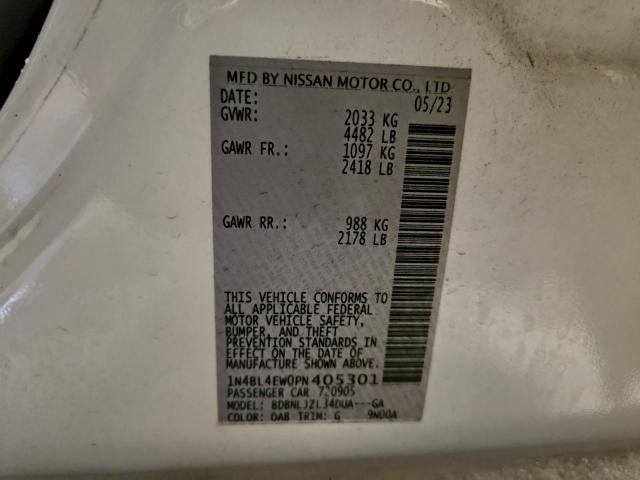 MFD BY NISSAN MOTOR CO., LTD
DATE: 05/23
GVWR: 2033 KG
4482 LB
GAWR FR.: 1097 KG
2418 LB
GAWR RR.: 988 KG
2178 LB
THIS VEHICLE CONFORMS TO
ALL APPLICABLE FEDERAL
MOTOR VEHICLE SAFETY,
BUMPER, AND THEFT
PREVENTION STANDARDS IN
EFFECT ON THE DATE OF
MANUFACTURE SHOWN ABOVE.
1N4BL4EW0PN405301
PASSENGER CAR
MODEL: BDBNLJZL34DUA---GA
COLOR: QAB TRIM: G 9N00A